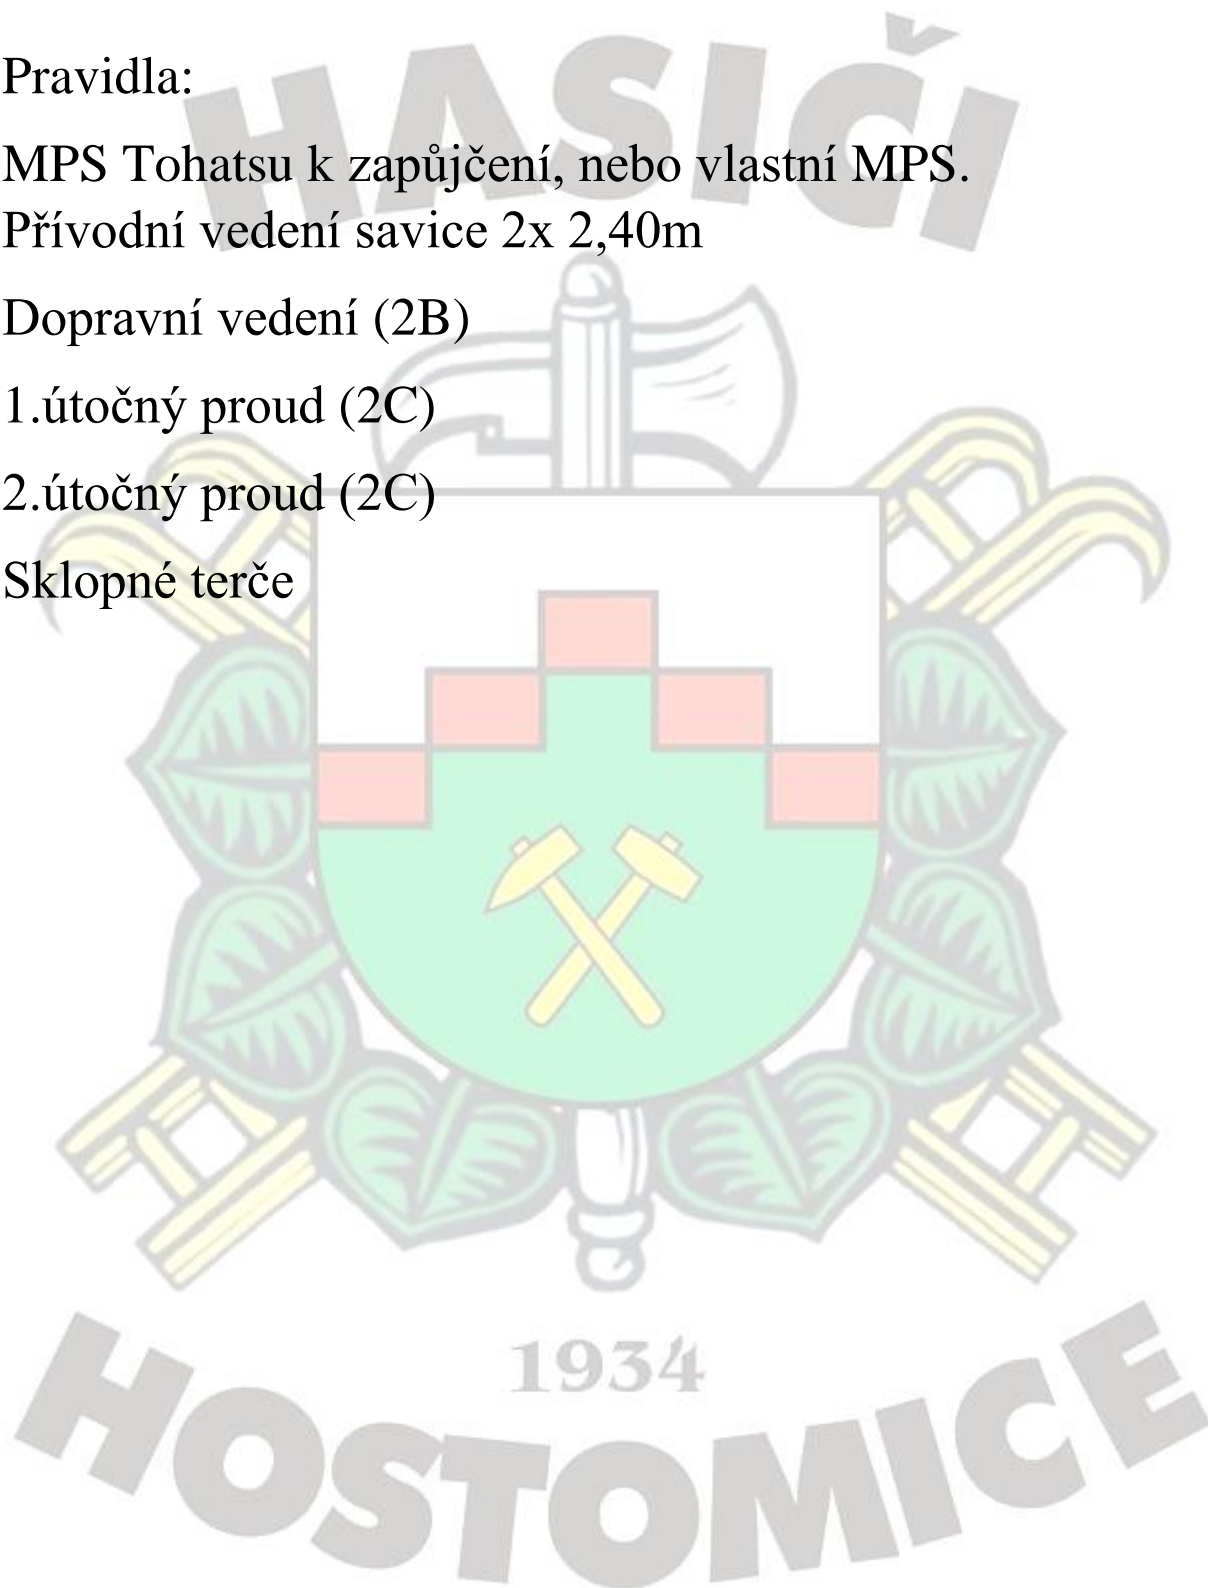 HASIČI
Pravidla:
MPS Tohatsu k zapůjčení, nebo vlastní MPS.
Přívodní vedení savice 2x 2,40m
Dopravní vedení (2B)
1.útočný proud (2C)
2.útočný proud (2C)
Sklopné terče
1934
HOSTOMICE